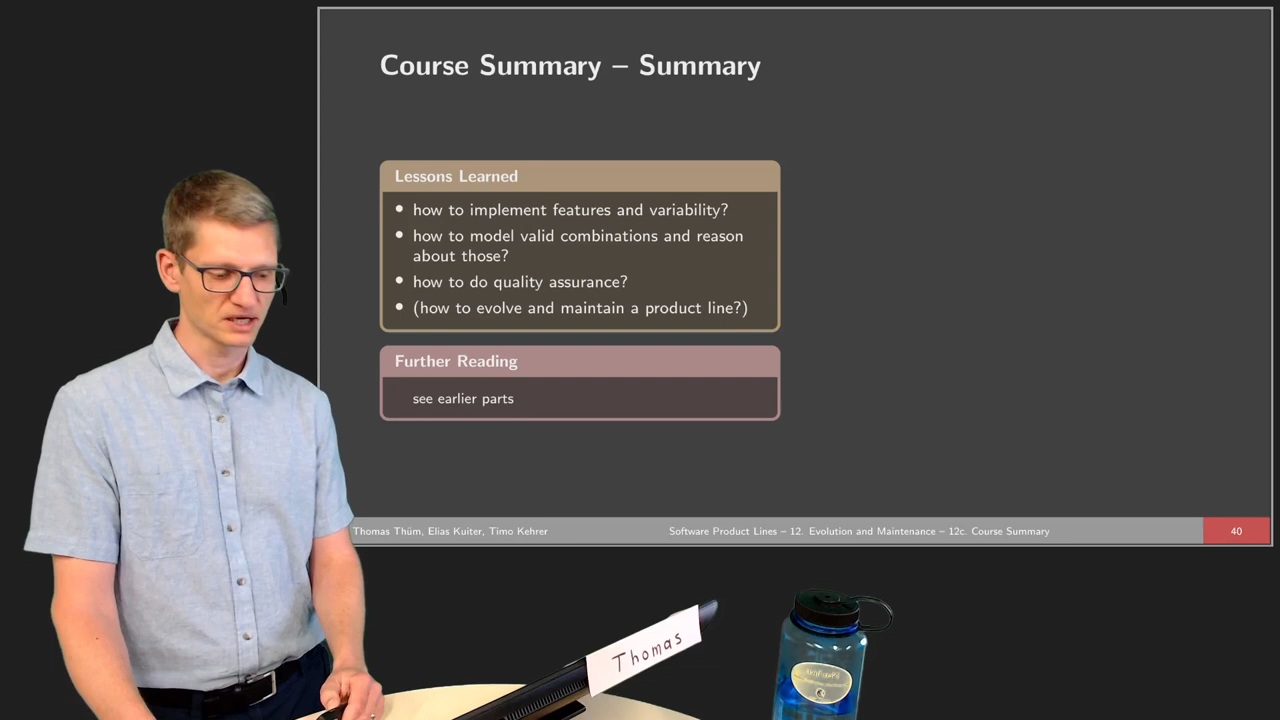 Course Summary – Summary
Lessons Learned
• how to implement features and variability?
• how to model valid combinations and reason
about those?
• how to do quality assurance?
• (how to evolve and maintain a product line?)
Further Reading
see earlier parts
Thomas Thüm, Elias Kuiter, Timo Kehrer
Software Product Lines – 12. Evolution and Maintenance – 12c. Course Summary
40
Thomas